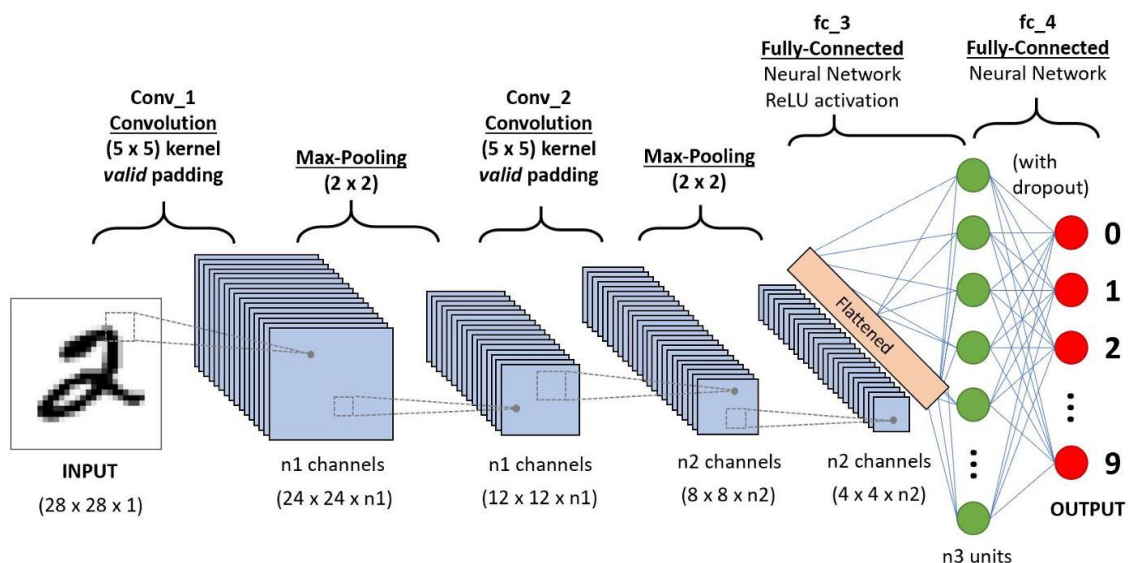 fc_3
Fully-Connected
Neural Network
ReLU activation
fc_4
Fully-Connected
Neural Network
Conv_1
Convolution
(5 x 5) kernel
valid padding
Max-Pooling
(2 x 2)
Conv_2
Convolution
(5 x 5) kernel
valid padding
Max-Pooling
(2 x 2)
(with
dropout)
2
INPUT
(28 x 28 x 1)
n1 channels
(24 x 24 x n1)
n1 channels
(12 x 12 x n1)
n2 channels
(8 x 8 x n2)
n2 channels
(4 x 4 x n2)
Flattened
n3 units
0
1
2
9
OUTPUT